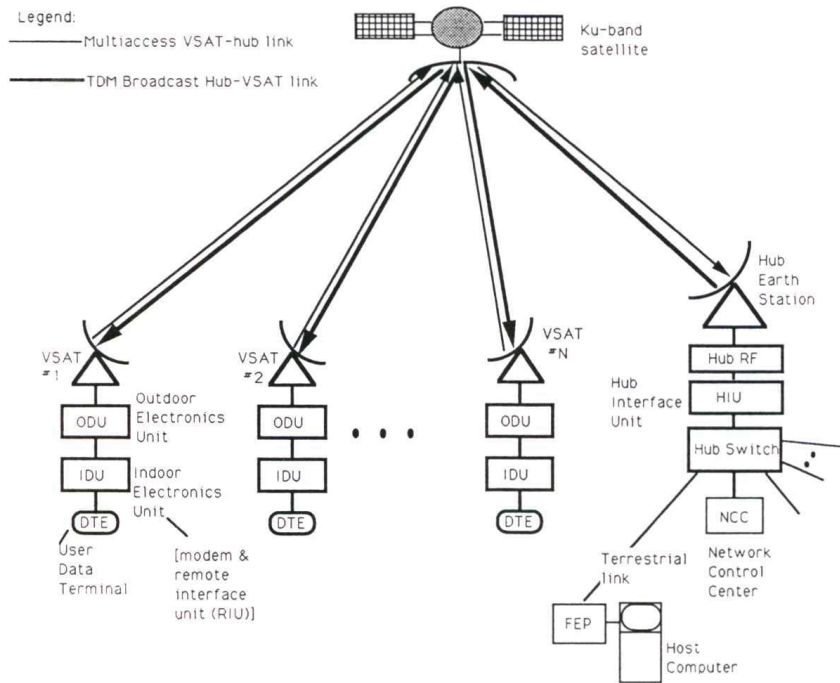 Legend:
Multiaccess VSAT-hub link
TDM Broadcast Hub-VSAT link
Ku-band
satellite
Hub
Earth
Station
VSAT
#1
VSAT
#2
VSAT
#N
Hub RF
Outdoor
Electronics
Unit
Hub
Interface
Unit
HIU
ODU
ODU
ODU
Hub Switch
IDU
Indoor
Electronics
Unit
IDU
IDU
DTE
DTE
DTE
NCC
User
Data
Terminal
[modem &
remote
interface
unit (RIU)]
Terrestrial
link
Network
Control
Center
FEP
Host
Computer